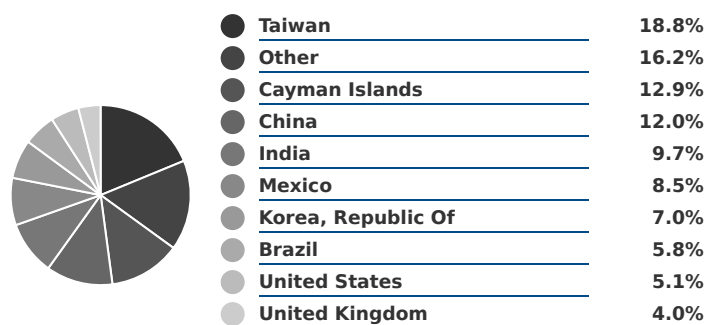 Taiwan 18.8%
Other 16.2%
Cayman Islands 12.9%
China 12.0%
India 9.7%
Mexico 8.5%
Korea, Republic Of 7.0%
Brazil 5.8%
United States 5.1%
United Kingdom 4.0%